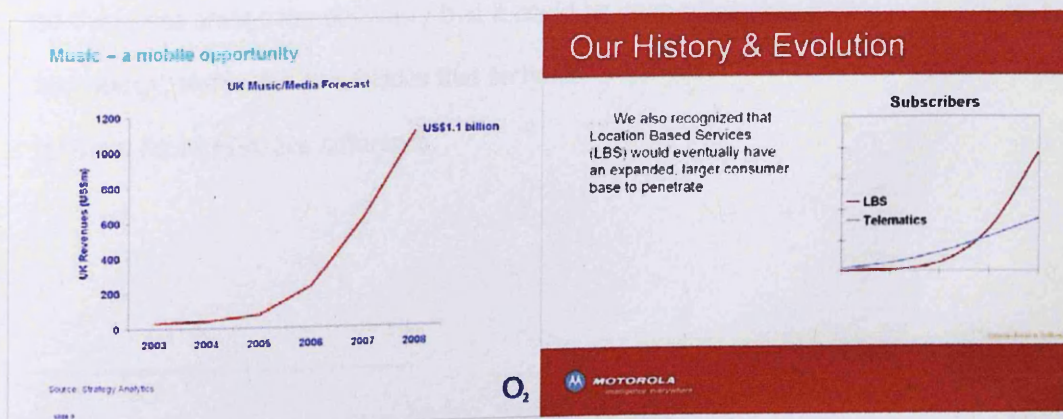 Music – a mobile opportunity
UK Music/Media Forecast
UK Revenues (US$m)
1200
1000
800
600
400
200
0
US$1.1 billion
2003
2004
2005
2006
2007
2008
Source: Strategy Analytics
O2
Our History & Evolution
We also recognized that
Location Based Services
(LBS) would eventually have
an expanded, larger consumer
base to penetrate
Subscribers
LBS
Telematics
MOTOROLA
intelligence everywhere